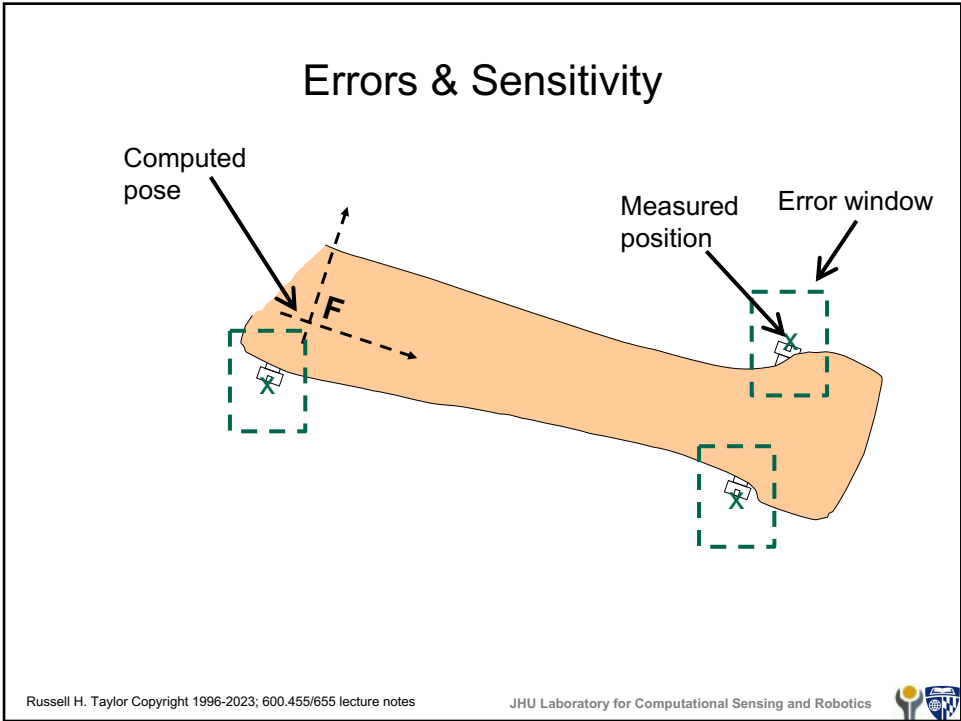 Errors & Sensitivity
Computed
pose
Measured
position
Error window
F
X
X
X
Russell H. Taylor Copyright 1996-2023; 600.455/655 lecture notes
JHU Laboratory for Computational Sensing and Robotics